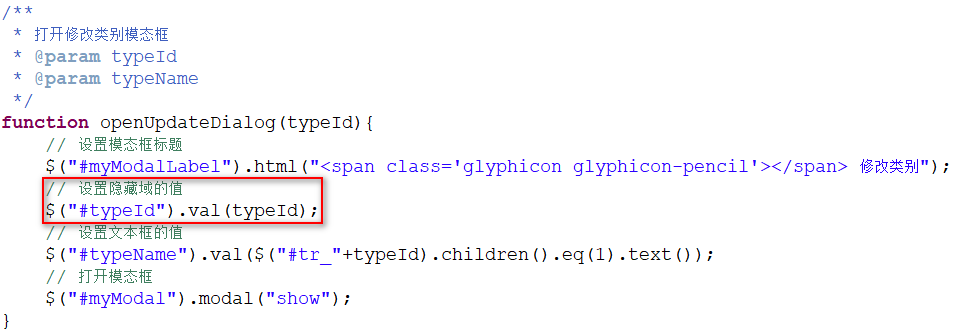 /**
 * 打开修改类别模态框
 * @param typeId
 * @param typeName
 */
function openUpdateDialog(typeId){
    // 设置模态框标题
    $("#myModalLabel").html("<span class='glyphicon glyphicon-pencil'></span> 修改类别");
    // 设置隐藏域的值
    $("#typeId").val(typeId);
    // 设置文本框的值
    $("#typeName").val($("#tr_"+typeId).children().eq(1).text());
    // 打开模态框
    $("#myModal").modal("show");
}